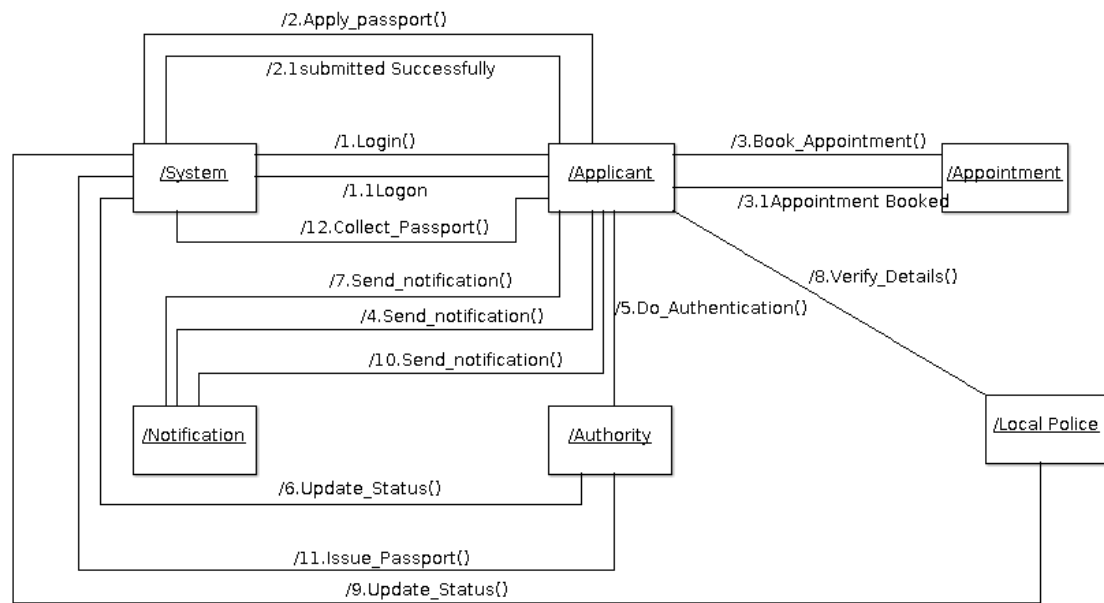 /2.Apply_passport()
/2.1submitted Successfully
/1.Login()
/3.Book_Appointment()
/System
/Applicant
/Appointment
/1.1Logon
/3.1Appointment Booked
/12.Collect_Passport()
/8.Verify_Details()
/7.Send_notification()
/5.Do_Authentication()
/4.Send_notification()
/10.Send_notification()
/Notification
/Authority
/Local Police
/6.Update_Status()
/11.Issue_Passport()
/9.Update_Status()